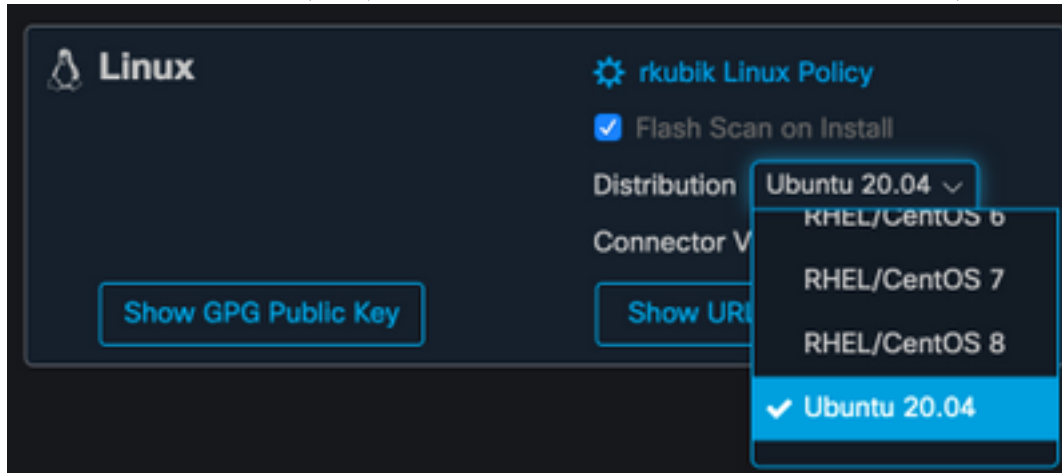 Linux
rkubik Linux Policy
Flash Scan on Install
Distribution Ubuntu 20.04
RHEL/CentOS 6
Connector V
RHEL/CentOS 7
Show GPG Public Key
Show URL
RHEL/CentOS 8
Ubuntu 20.04